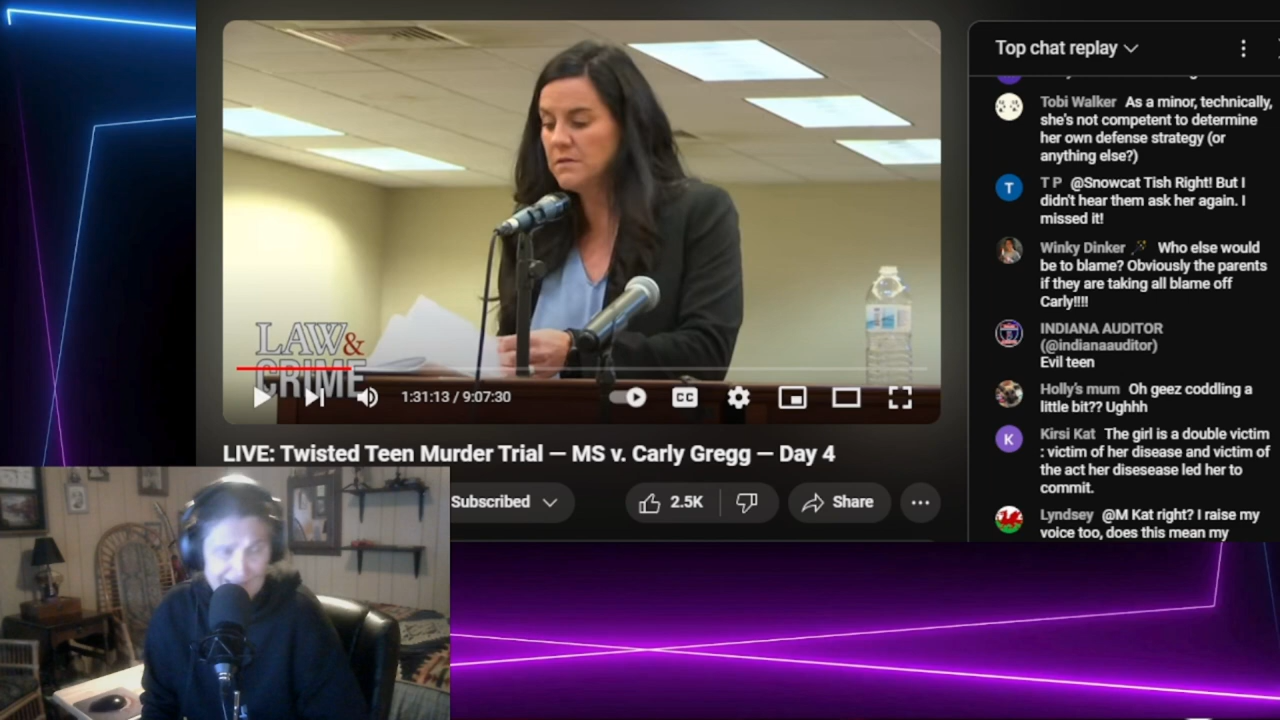 LAW&
CRIME
1:31:13 / 9:07:30
CC
LIVE: Twisted Teen Murder Trial — MS v. Carly Gregg — Day 4
Subscribed
2.5K
Share
Top chat replay
Tobi Walker As a minor, technically,
she's not competent to determine
her own defense strategy (or
anything else?)
T
T P @Snowcat Tish Right! But I
didn't hear them ask her again. I
missed it!
Winky Dinker Who else would
be to blame? Obviously the parents
if they are taking all blame off
Carly!!!!
INDIANA AUDITOR
(@indianaauditor)
Evil teen
Holly's mum Oh geez coddling a
little bit?? Ughhh
K
Kirsi Kat The girl is a double victim
: victim of her disease and victim of
the act her disesease led her to
commit.
Lyndsey @M Kat right? I raise my
voice too, does this mean my